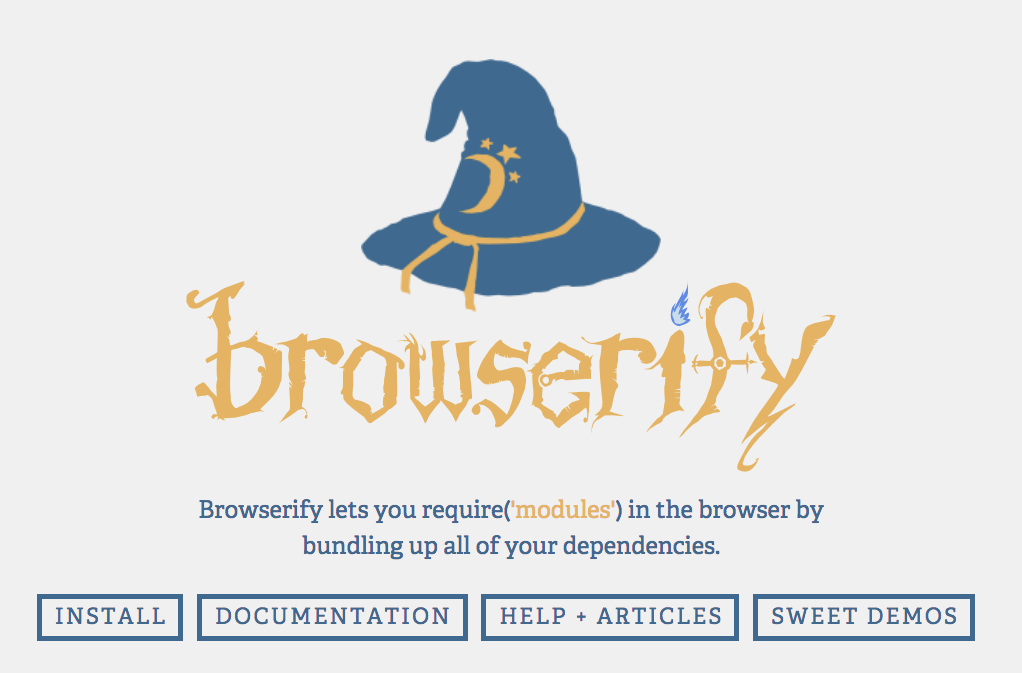 browserify
Browserify lets you require('modules') in the browser by
bundling up all of your dependencies.
INSTALL DOCUMENTATION HELP + ARTICLES SWEET DEMOS